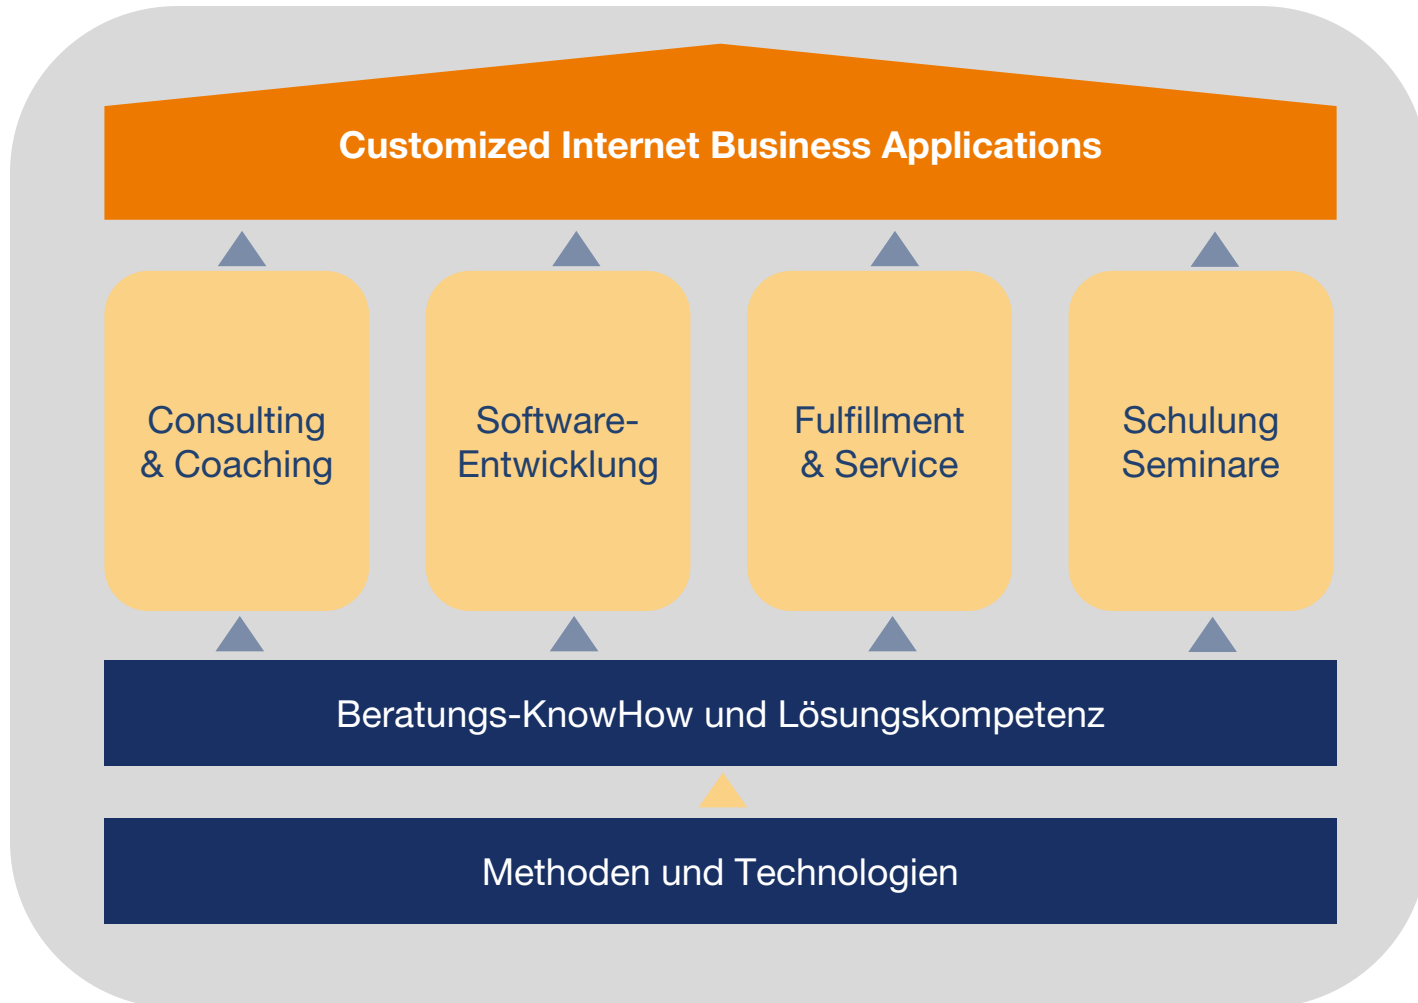 Customized Internet Business Applications
Consulting
& Coaching
Software-
Entwicklung
Fulfillment
& Service
Schulung
Seminare
Beratungs-KnowHow und Lösungskompetenz
Methoden und Technologien